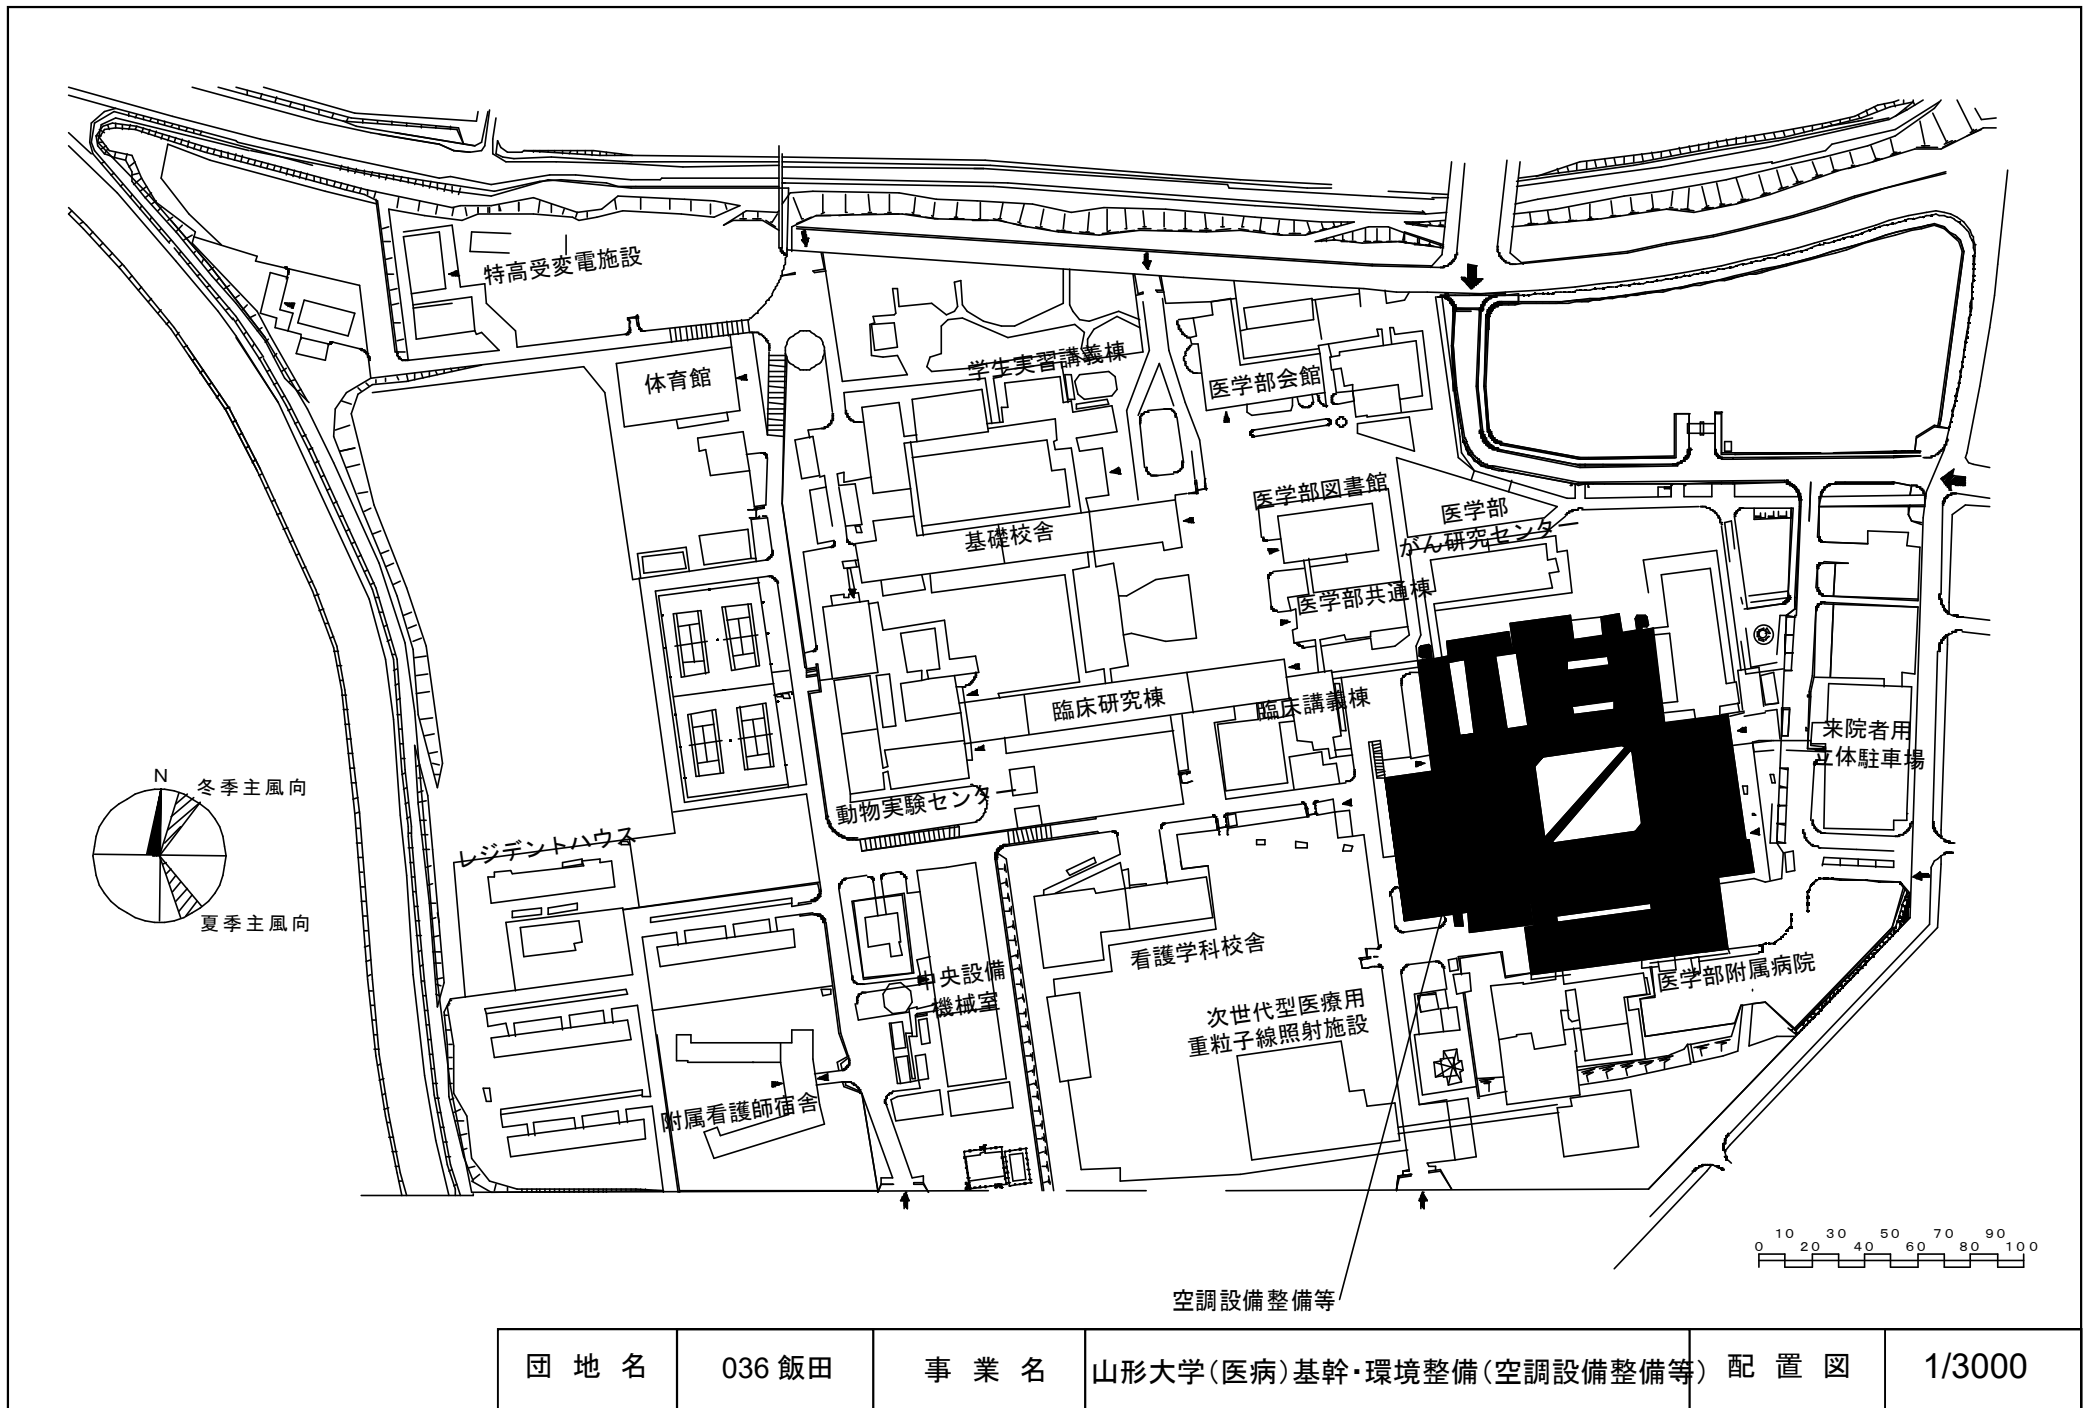 特高受変電施設
体育館
学生実習講義棟
医学部会館
医学部図書館
医学部
がん研究センター
基礎校舎
医学部共通棟
臨床研究棟
臨床講義棟
来院者用
立体駐車場
N
冬季主風向
夏季主風向
動物実験センター
レジデントハウス
看護学科校舎
中央設備
機械室
医学部附属病院
次世代型医療用
重粒子線照射施設
附属看護師宿舎
10 30 50 70 90
0 20 40 60 80 100
空調設備整備等
団地名 036 飯田 事業名 山形大学(医病)基幹・環境整備(空調設備整備等) 配置図 1/3000